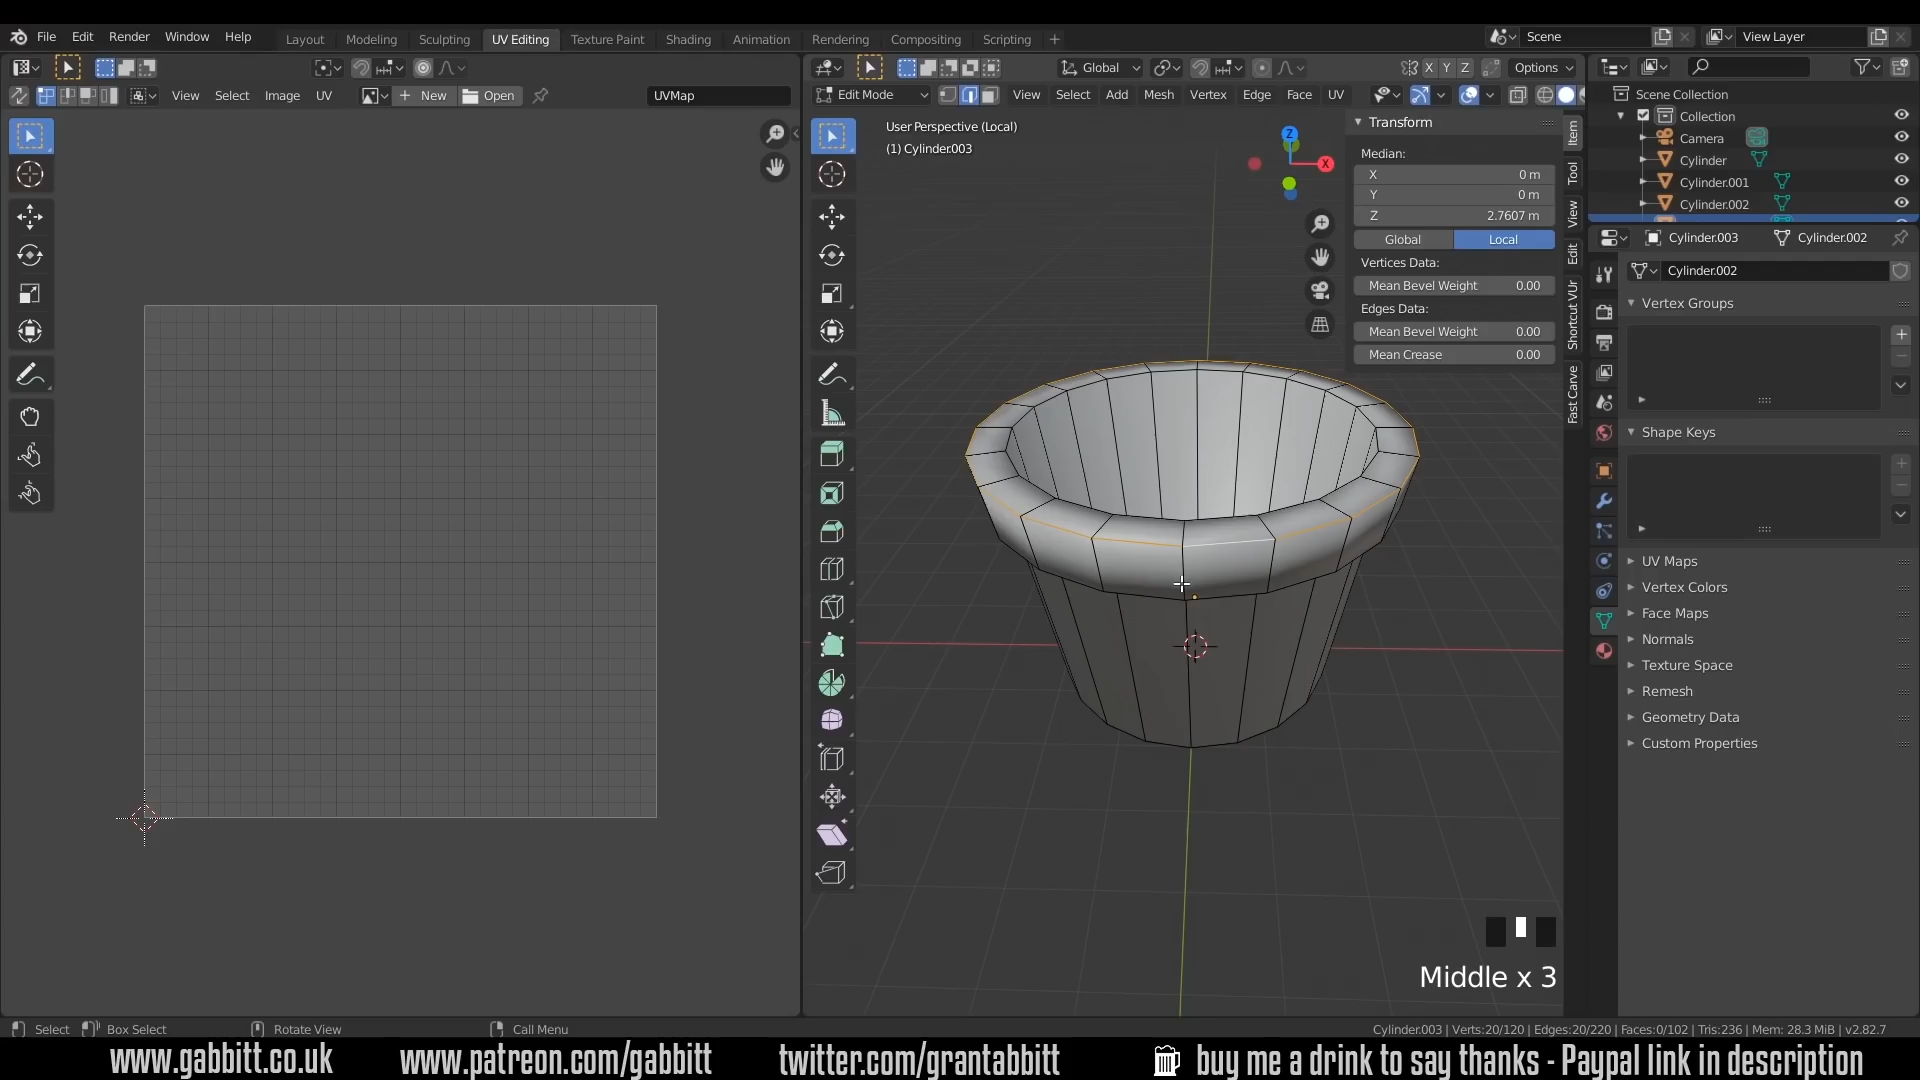 File Edit Render Window Help Layout Modeling Sculpting UV Editing Texture Paint Shading Animation Rendering Compositing Scripting + Scene View Layer
Global X Y Z Options
View Select Image UV + New Open UVMap
Edit Mode View Select Add Mesh Vertex Edge Face UV
User Perspective (Local)
(1) Cylinder.003
Z
X
Transform
Median:
X 0 m
Y 0 m
Z 2.7607 m
Global Local
Vertices Data:
Mean Bevel Weight 0.00
Edges Data:
Mean Bevel Weight 0.00
Mean Crease 0.00
Item
Tool
View
Edit
Shortcut VUr
Fast Carve
Scene Collection
Collection
Camera
Cylinder
Cylinder.001
Cylinder.002
Cylinder.003 Cylinder.002
Cylinder.002
Vertex Groups
Shape Keys
UV Maps
Vertex Colors
Face Maps
Normals
Texture Space
Remesh
Geometry Data
Custom Properties
Middle x 3
Select Box Select Rotate View Call Menu Cylinder.003 | Verts:20/120 | Edges:20/220 | Faces:0/102 | Tris:236 | Mem: 28.3 MiB | v2.82.7
www.gabbitt.co.uk www.patreon.com/gabbitt twitter.com/grantabbitt buy me a drink to say thanks - Paypal link in description